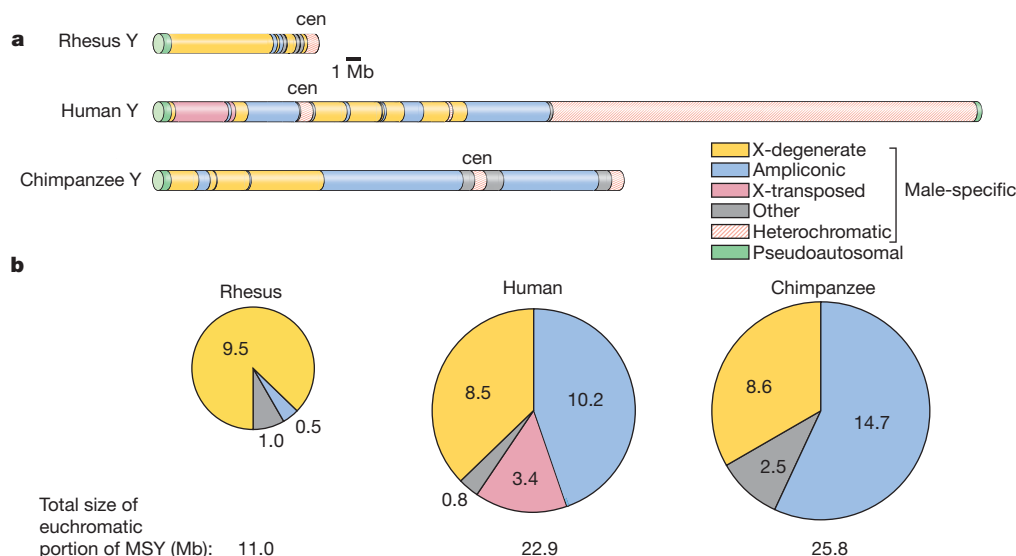 a
cen
Rhesus Y
1 Mb
cen
Human Y
cen
Chimpanzee Y
X-degenerate
Ampliconic
X-transposed
Other
Heterochromatic
Pseudoautosomal
Male-specific
b
Rhesus
Human
Chimpanzee
9.5
0.5
1.0
8.5
10.2
3.4
0.8
8.6
14.7
2.5
Total size of
euchromatic
portion of MSY (Mb): 11.0 22.9 25.8